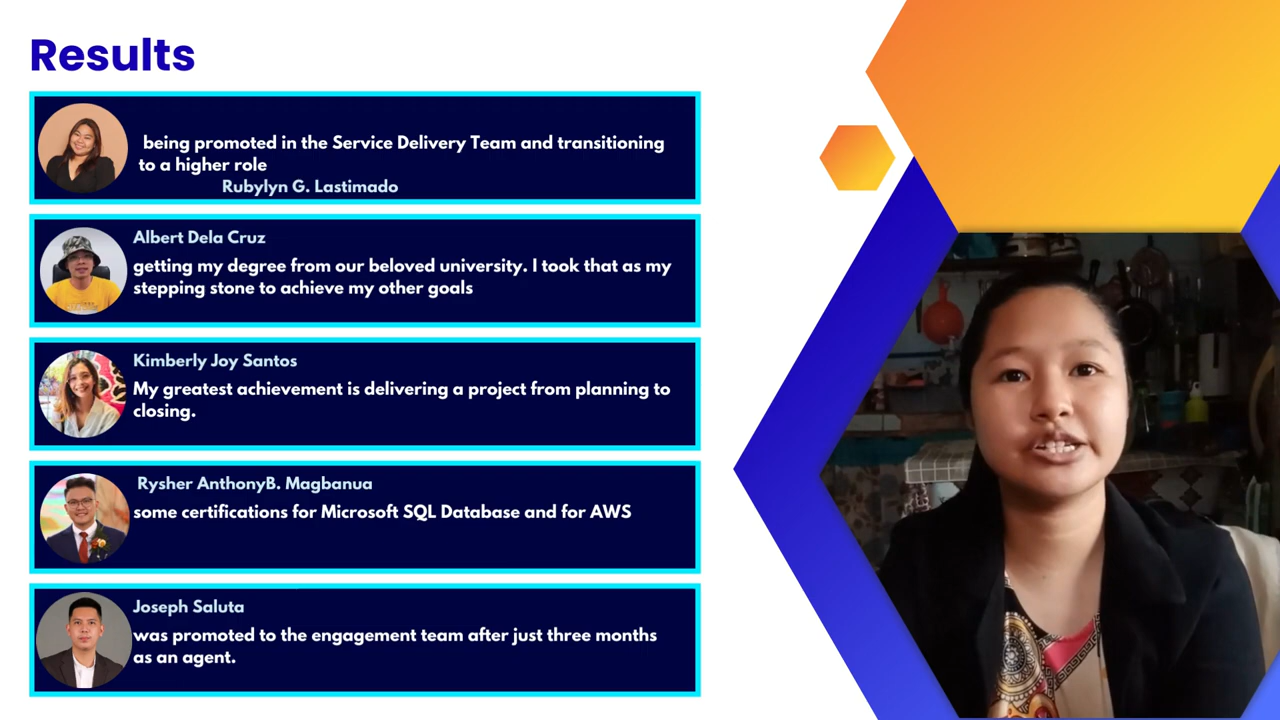 Results
being promoted in the Service Delivery Team and transitioning
to a higher role
Rubylyn G. Lastimado
Albert Dela Cruz
getting my degree from our beloved university. I took that as my
stepping stone to achieve my other goals
Kimberly Joy Santos
My greatest achievement is delivering a project from planning to
closing.
Rysher AnthonyB. Magbanua
some certifications for Microsoft SQL Database and for AWS
Joseph Saluta
was promoted to the engagement team after just three months
as an agent.